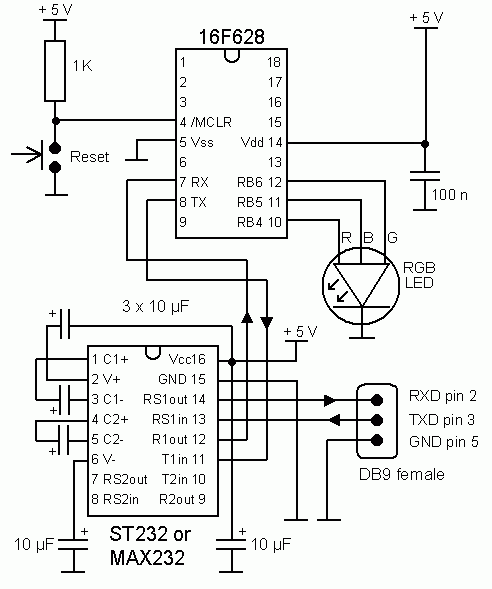 + 5 V
+ 5 V
16F628
1K
1
18
2
17
3
16
4 /MCLR
15
5 Vss
Vdd 14
Reset
6
13
7 RX
RB6 12
8 TX
RB5 11
9
RB4 10
100 n
R B G
RGB
LED
3 x 10 µF
+
+ 5 V
1 C1+
Vcc16
2 V+
GND 15
3 C1-
RS1out 14
+
4 C2+
RS1in 13
5 C2-
R1out 12
+
6 V-
T1in 11
7 RS2out
T2in 10
8 RS2in
R2out 9
RXD pin 2
TXD pin 3
GND pin 5
DB9 female
ST232 or
MAX232
10 µF
+
+
10 µF